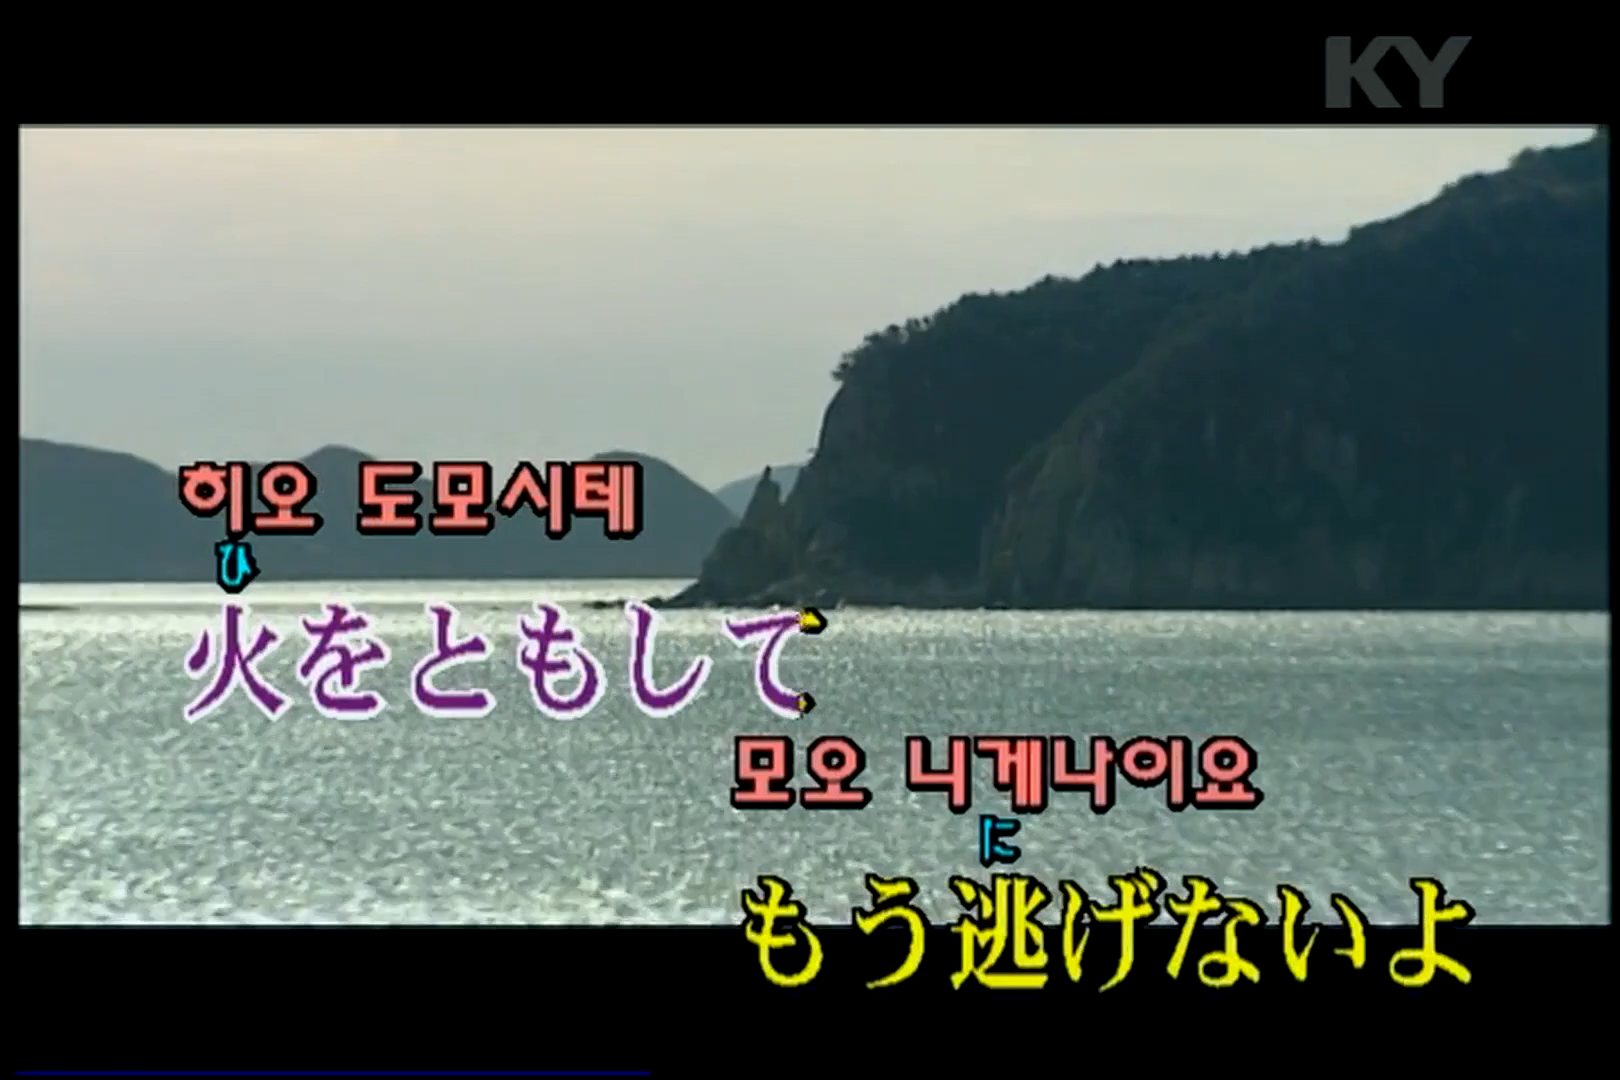 KY
히오 도모시테
ひ
火をともして
모오 니게나이요
に
もう逃げないよ